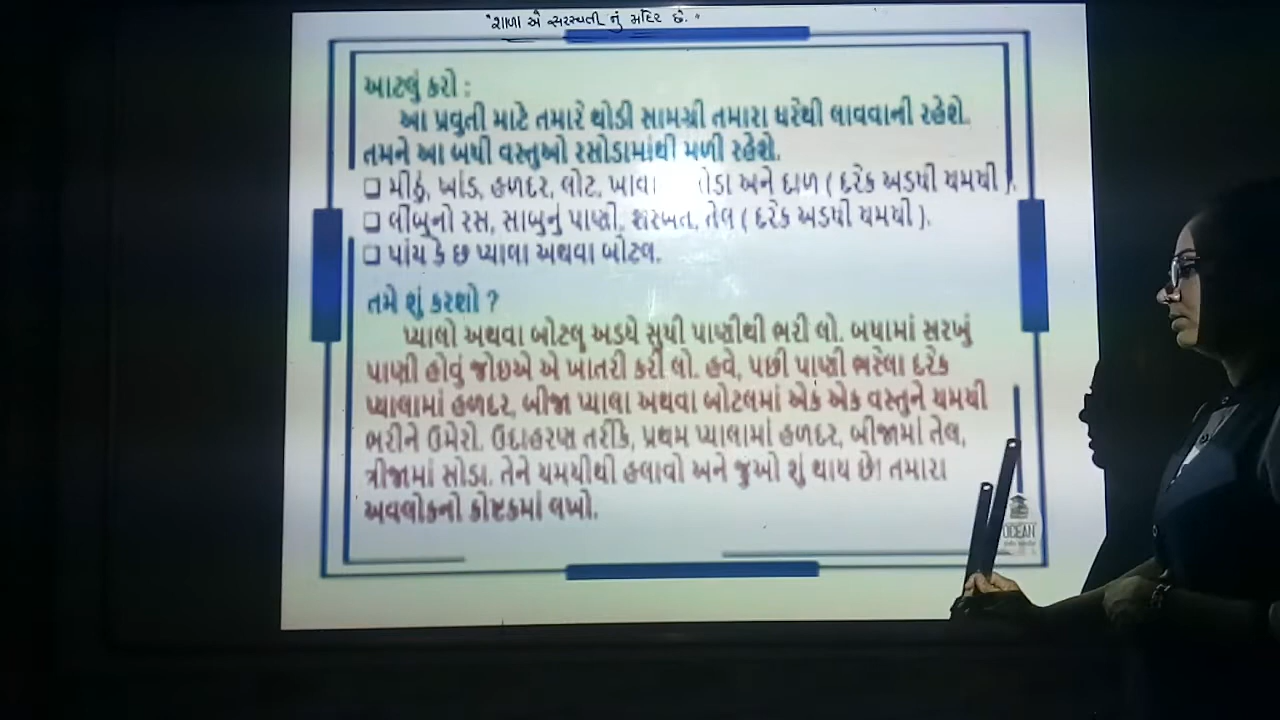 "શાળા એ સરસ્વતી નું મંદિર છે."
આટલું કરો :
આ પ્રવુતી માટે તમારે થોડી સામગ્રી તમારા ઘરેથી લાવવાની રહેશે.
તમને આ બધી વસ્તુઓ રસોડામાંથી મળી રહેશે.
❑ મીઠું, ખાંડ, હળદર, લોટ, ખાવા ોડા અને દાળ ( દરેક અડધી ચમચી ).
❑ લીંબુનો રસ, સાબુનું પાણી, શરબત, તેલ ( દરેક અડધી ચમચી ).
❑ પાંચ કે છ પ્યાલા અથવા બોટલ.
તમે શું કરશો ?
પ્યાલો અથવા બોટલ અડધે સુધી પાણીથી ભરી લો. બધામાં સરખું
પાણી હોવું જોઇએ એ ખાતરી કરી લો. હવે, પછી પાણી ભરેલા દરેક
પ્યાલામાં હળદર, બીજા પ્યાલા અથવા બોટલમાં એક એક વસ્તુને ચમચી
ભરીને ઉમેરો. ઉદાહરણ તરીકે, પ્રથમ પ્યાલામાં હળદર, બીજામાં તેલ,
ત્રીજામાં સોડા. તેને ચમચીથી હલાવો અને જુઓ શું થાય છે! તમારા
અવલોકનો કોષ્ટકમાં લખો.
OCEAN